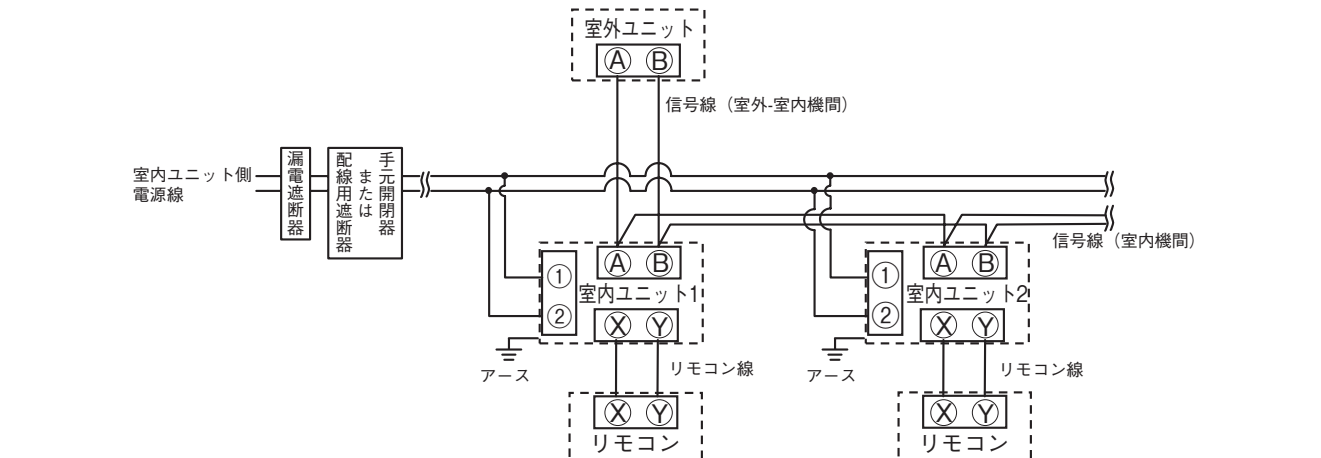 室外ユニット
Ⓐ Ⓑ
信号線（室外-室内機間）
室内ユニット側
電源線
漏電遮断器
手元開閉器
または
配線用遮断器
信号線（室内機間）
Ⓐ Ⓑ
①
②
室内ユニット1
Ⓧ Ⓨ
アース
リモコン線
Ⓧ Ⓨ
リモコン
Ⓐ Ⓑ
①
②
室内ユニット2
Ⓧ Ⓨ
アース
リモコン線
Ⓧ Ⓨ
リモコン